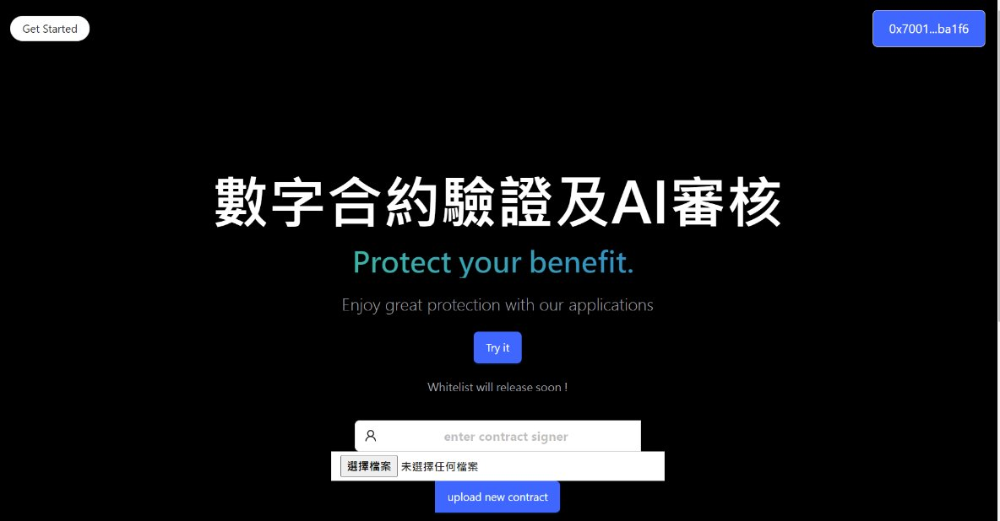 Get Started
0x7001...ba1f6
數字合約驗證及AI審核
Protect your benefit.
Enjoy great protection with our applications
Try it
Whitelist will release soon !
enter contract signer
選擇檔案 未選擇任何檔案
upload new contract